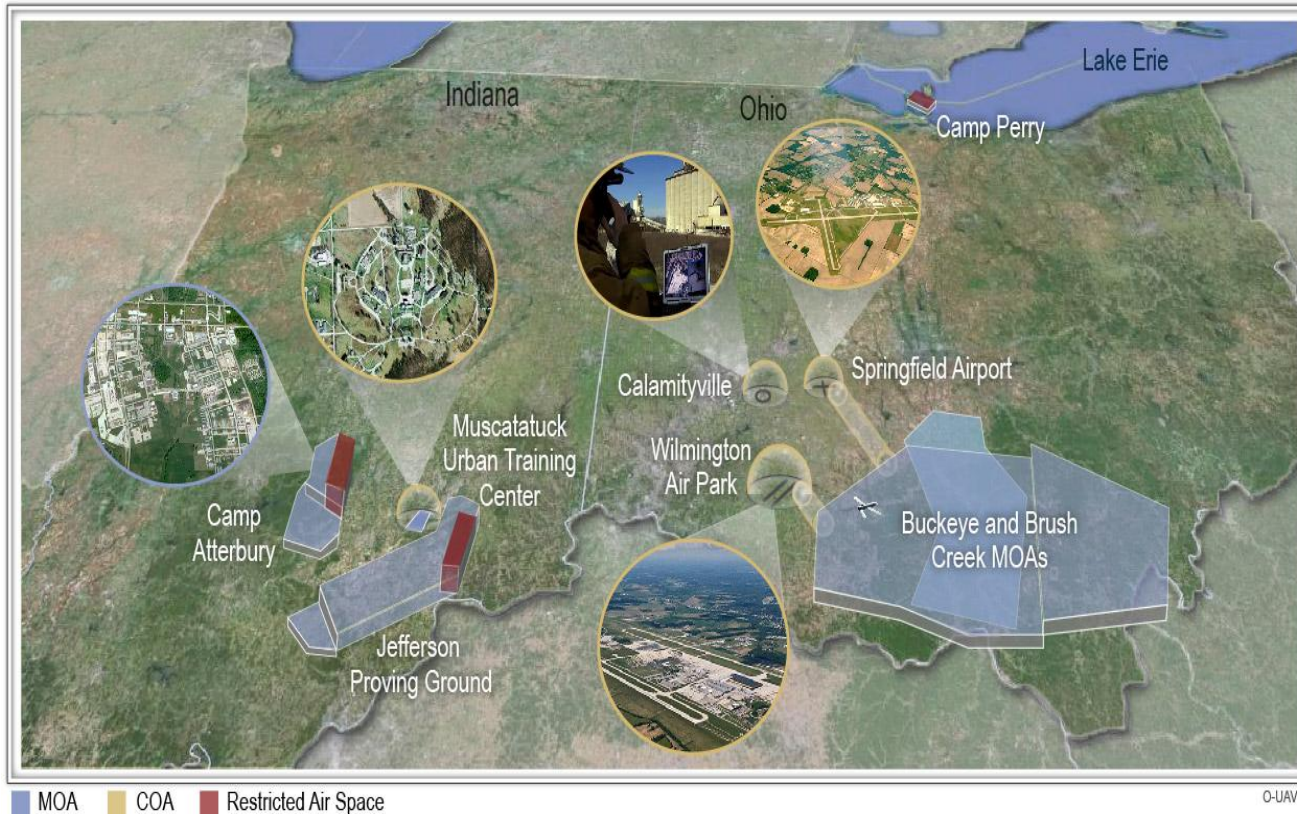 Lake Erie
Indiana
Ohio
Camp Perry
Springfield Airport
Calamityville
Muscatatuck
Urban Training
Center
Wilmington
Air Park
Camp
Atterbury
Buckeye and Brush
Creek MOAs
Jefferson
Proving Ground
MOA
COA
Restricted Air Space
O-UAV